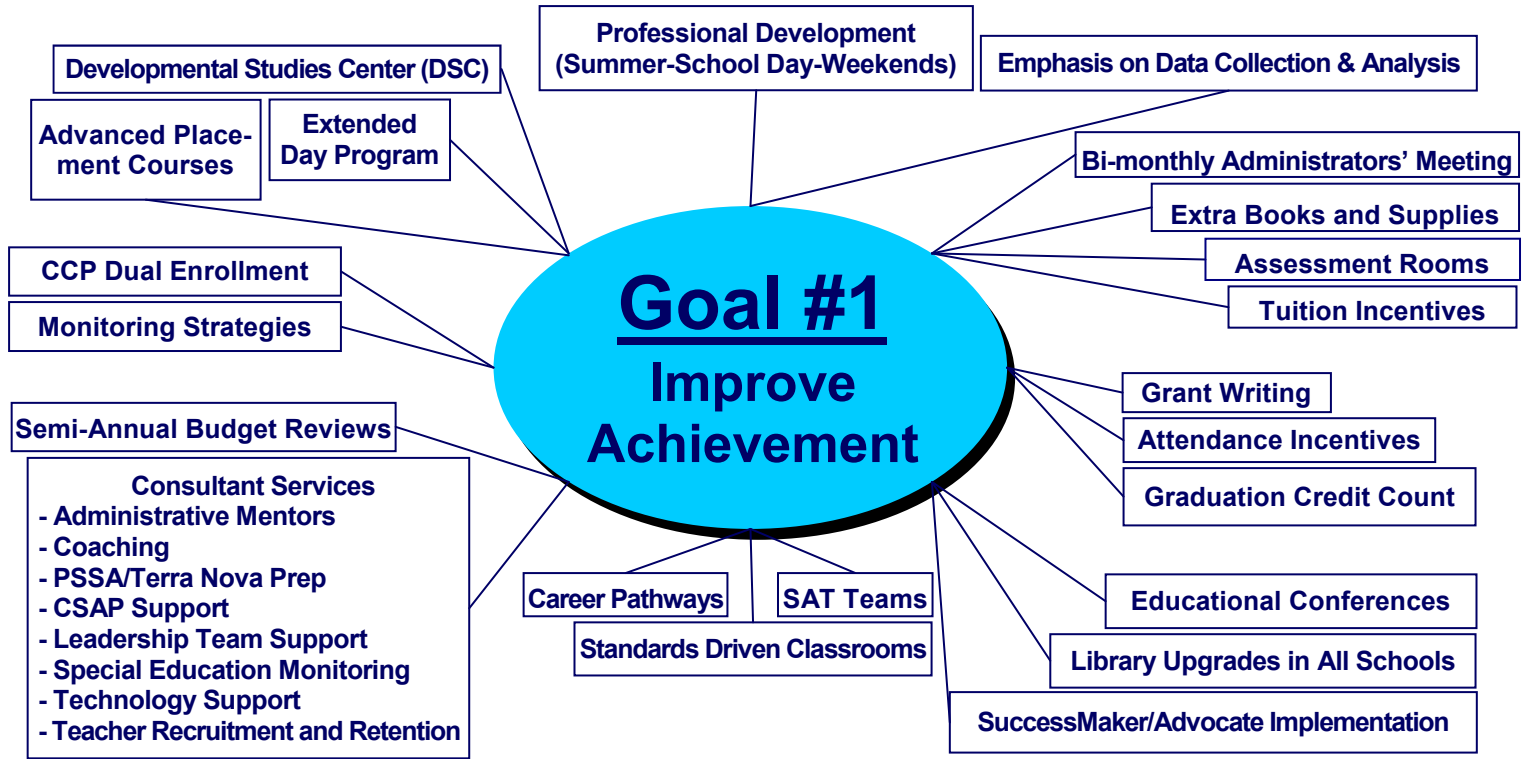 Professional Development
(Summer-School Day-Weekends)
Developmental Studies Center (DSC)
Emphasis on Data Collection & Analysis
Advanced Place-
ment Courses
Extended
Day Program
Bi-monthly Administrators’ Meeting
Extra Books and Supplies
CCP Dual Enrollment
Assessment Rooms
Monitoring Strategies
Tuition Incentives
Goal #1
Improve
Achievement
Grant Writing
Semi-Annual Budget Reviews
Attendance Incentives
Graduation Credit Count
Consultant Services
- Administrative Mentors
- Coaching
- PSSA/Terra Nova Prep
- CSAP Support
- Leadership Team Support
- Special Education Monitoring
- Technology Support
- Teacher Recruitment and Retention
Career Pathways
SAT Teams
Standards Driven Classrooms
Educational Conferences
Library Upgrades in All Schools
SuccessMaker/Advocate Implementation